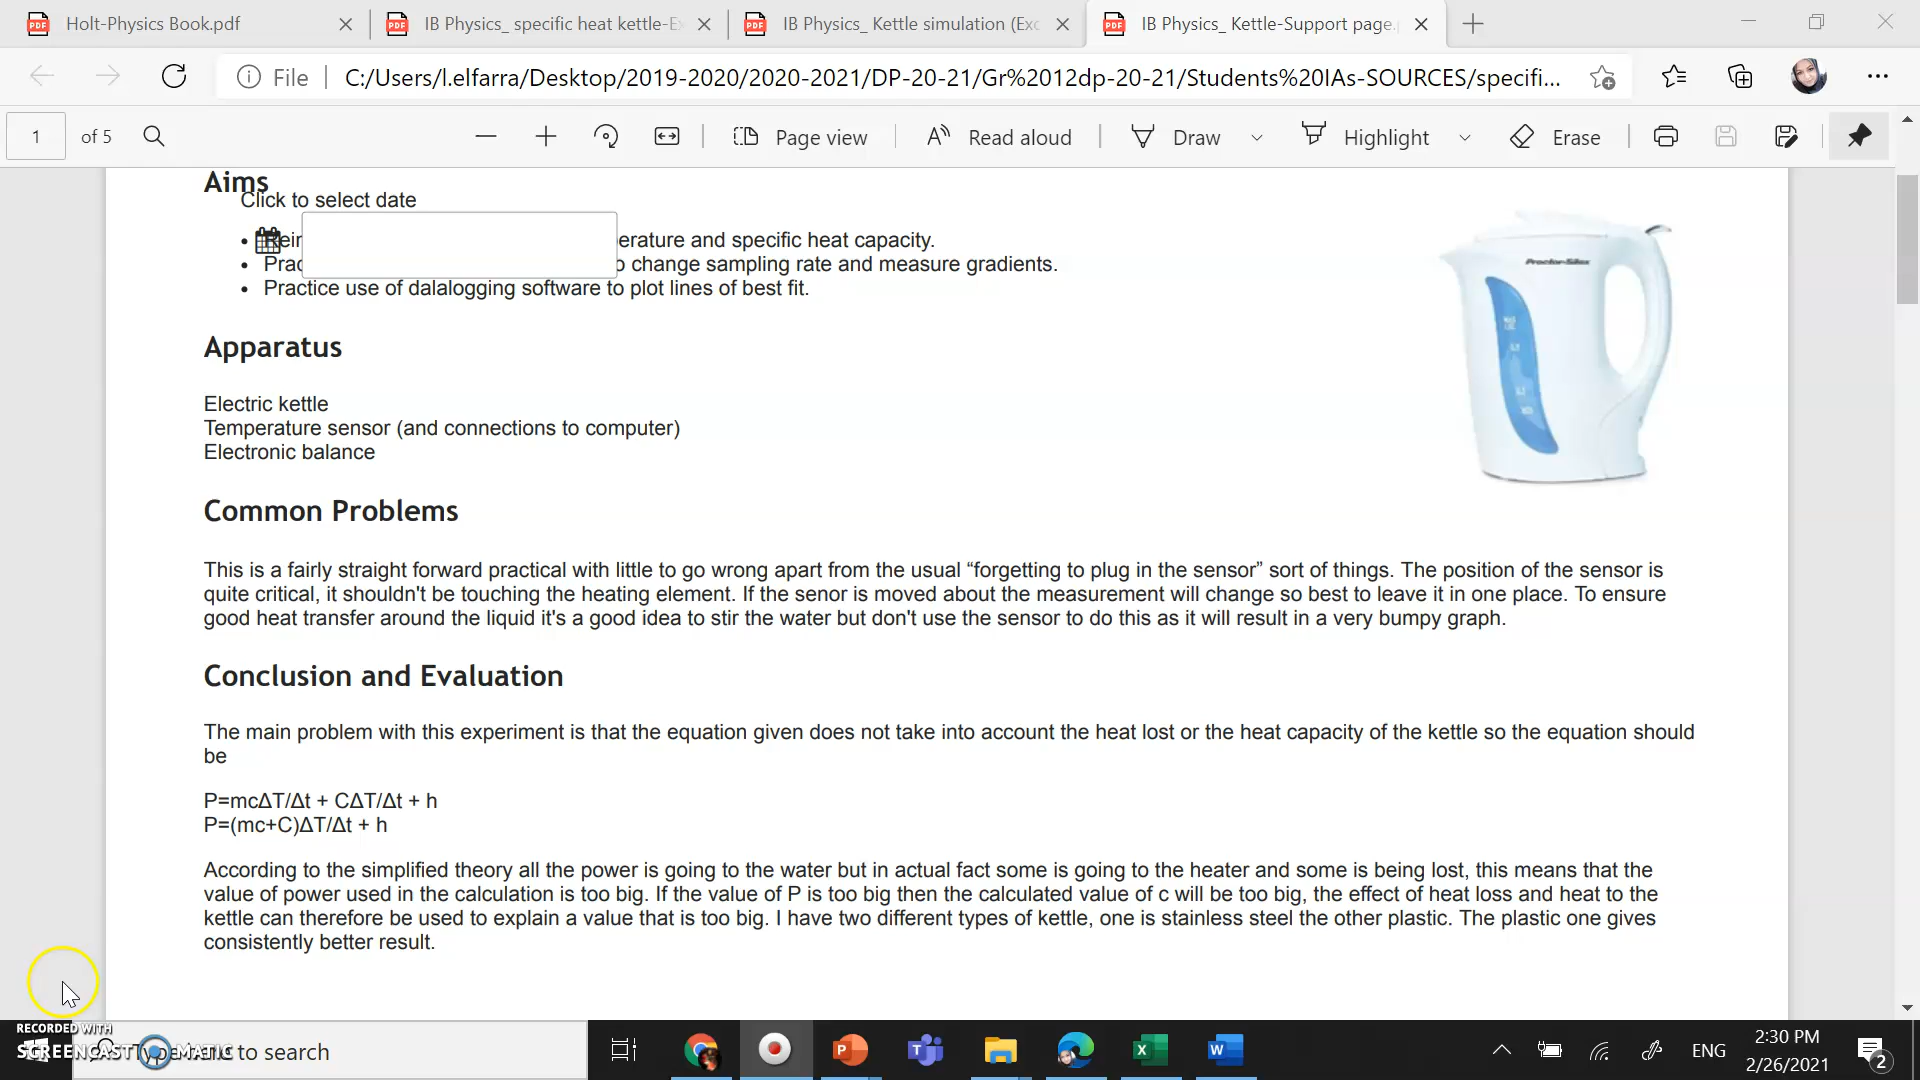 Holt-Physics Book.pdf
IB Physics_ specific heat kettle-E
IB Physics_ Kettle simulation (Exc
IB Physics_ Kettle-Support page.
File
C:/Users/l.elfarra/Desktop/2019-2020/2020-2021/DP-20-21/Gr%2012dp-20-21/Students%20IAs-SOURCES/specifi...
1 of 5
Page view
Read aloud
Draw
Highlight
Erase
Aims
Click to select date
• Rein erature and specific heat capacity.
• Prac o change sampling rate and measure gradients.
• Practice use of dalalogging software to plot lines of best fit.
Proctor-Silex
Apparatus
Electric kettle
Temperature sensor (and connections to computer)
Electronic balance
Common Problems
This is a fairly straight forward practical with little to go wrong apart from the usual “forgetting to plug in the sensor” sort of things. The position of the sensor is
quite critical, it shouldn't be touching the heating element. If the senor is moved about the measurement will change so best to leave it in one place. To ensure
good heat transfer around the liquid it's a good idea to stir the water but don't use the sensor to do this as it will result in a very bumpy graph.
Conclusion and Evaluation
The main problem with this experiment is that the equation given does not take into account the heat lost or the heat capacity of the kettle so the equation should
be
P=mcΔT/Δt + CΔT/Δt + h
P=(mc+C)ΔT/Δt + h
According to the simplified theory all the power is going to the water but in actual fact some is going to the heater and some is being lost, this means that the
value of power used in the calculation is too big. If the value of P is too big then the calculated value of c will be too big, the effect of heat loss and heat to the
kettle can therefore be used to explain a value that is too big. I have two different types of kettle, one is stainless steel the other plastic. The plastic one gives
consistently better result.
RECORDED WITH
SCREENCAST MATIC
Type here to search
ENG
2:30 PM
2/26/2021
2